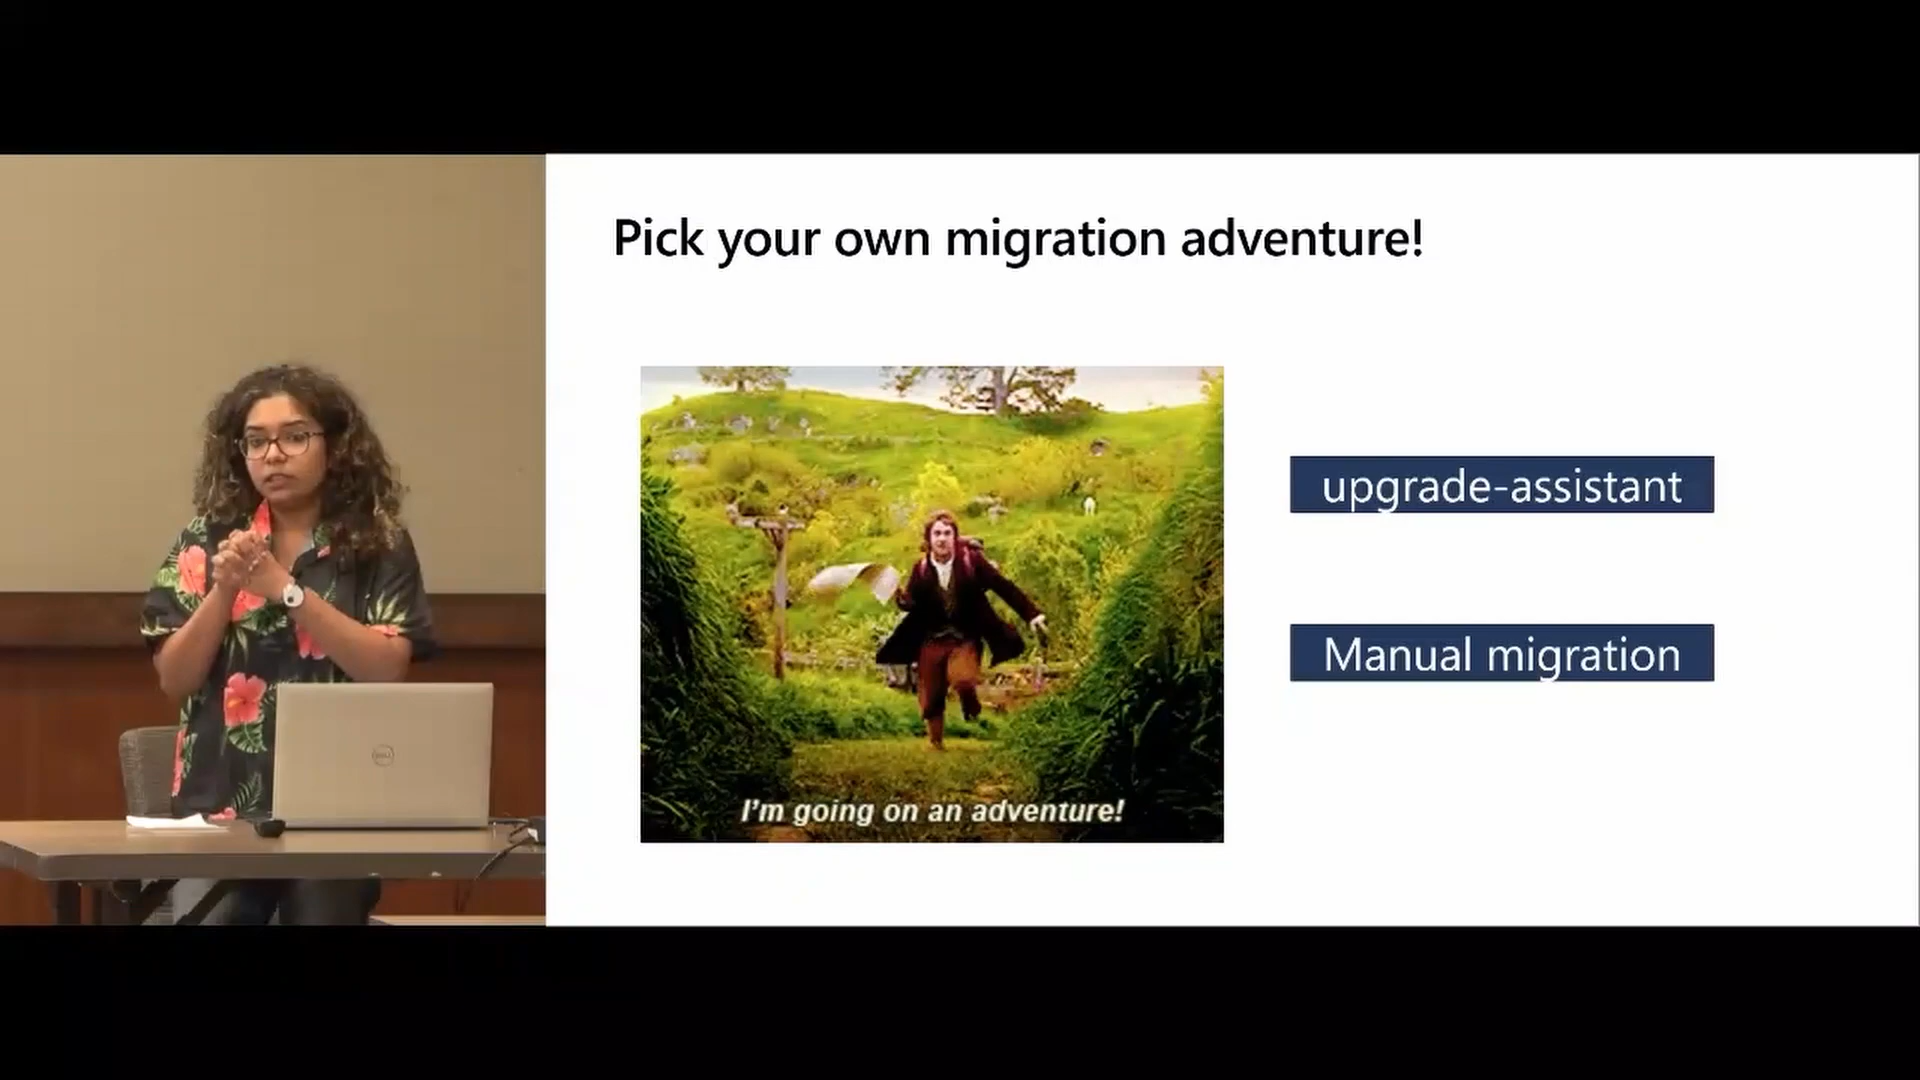 Pick your own migration adventure!
I'm going on an adventure!
upgrade-assistant
Manual migration